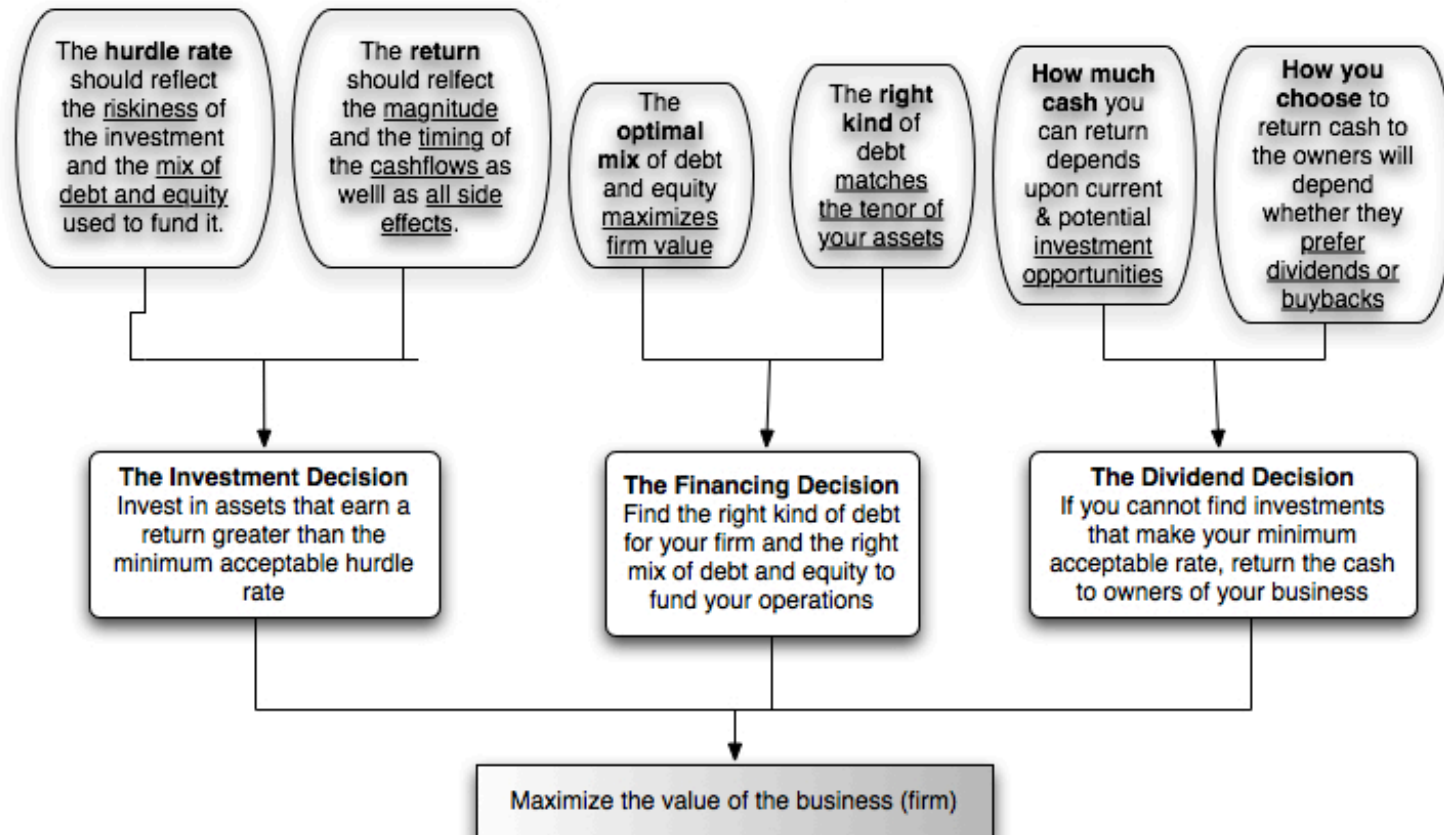 The hurdle rate
should reflect
the riskiness of
the investment
and the mix of
debt and equity
used to fund it.
The return
should relfect
the magnitude
and the timing of
the cashflows as
welll as all side
effects.
The
optimal
mix of debt
and equity
maximizes
firm value
The right
kind of
debt
matches
the tenor of
your assets
How much
cash you
can return
depends
upon current
& potential
investment
opportunities
How you
choose to
return cash to
the owners will
depend
whether they
prefer
dividends or
buybacks
The Investment Decision
Invest in assets that earn a
return greater than the
minimum acceptable hurdle
rate
The Financing Decision
Find the right kind of debt
for your firm and the right
mix of debt and equity to
fund your operations
The Dividend Decision
If you cannot find investments
that make your minimum
acceptable rate, return the cash
to owners of your business
Maximize the value of the business (firm)